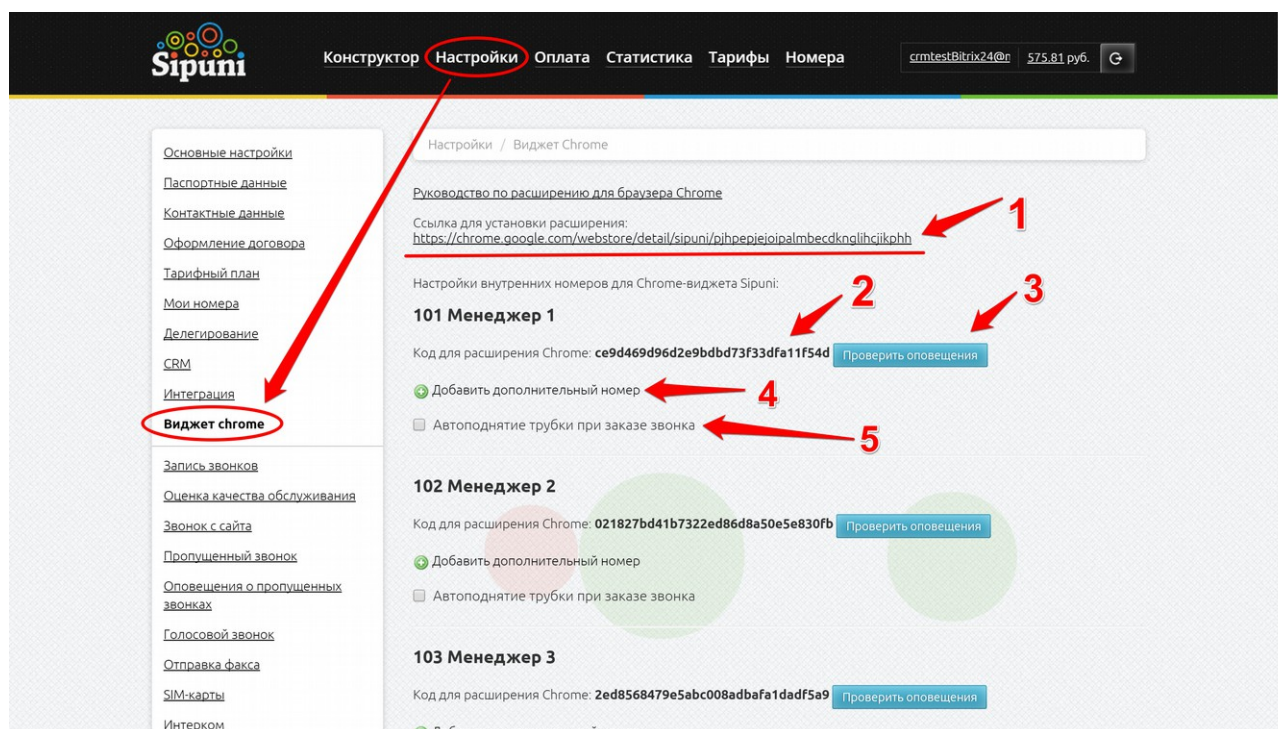 Sipuni
Конструктор Настройки Оплата Статистика Тарифы Номера
crmtestBitrix24@n 575.81 руб.
Основные настройки
Паспортные данные
Контактные данные
Оформление договора
Тарифный план
Мои номера
Делегирование
CRM
Интеграция
Виджет chrome
Запись звонков
Оценка качества обслуживания
Звонок с сайта
Пропущенный звонок
Оповещения о пропущенных
звонках
Голосовой звонок
Отправка факса
SIM-карты
Интерком
Настройки / Виджет Chrome
Руководство по расширению для браузера Chrome
Ссылка для установки расширения:
https://chrome.google.com/webstore/detail/sipuni/pjhpepjejoipalmbecdknglihcjikphh
1
Настройки внутренних номеров для Chrome-виджета Sipuni:
2
3
101 Менеджер 1
Код для расширения Chrome: ce9d469d96d2e9bdbd73f33dfa11f54d Проверить оповещения
Добавить дополнительный номер
4
Автоподнятие трубки при заказе звонка
5
102 Менеджер 2
Код для расширения Chrome: 021827bd41b7322ed86d8a50e5e830fb Проверить оповещения
Добавить дополнительный номер
Автоподнятие трубки при заказе звонка
103 Менеджер 3
Код для расширения Chrome: 2ed8568479e5abc008adbafa1dadf5a9 Проверить оповещения